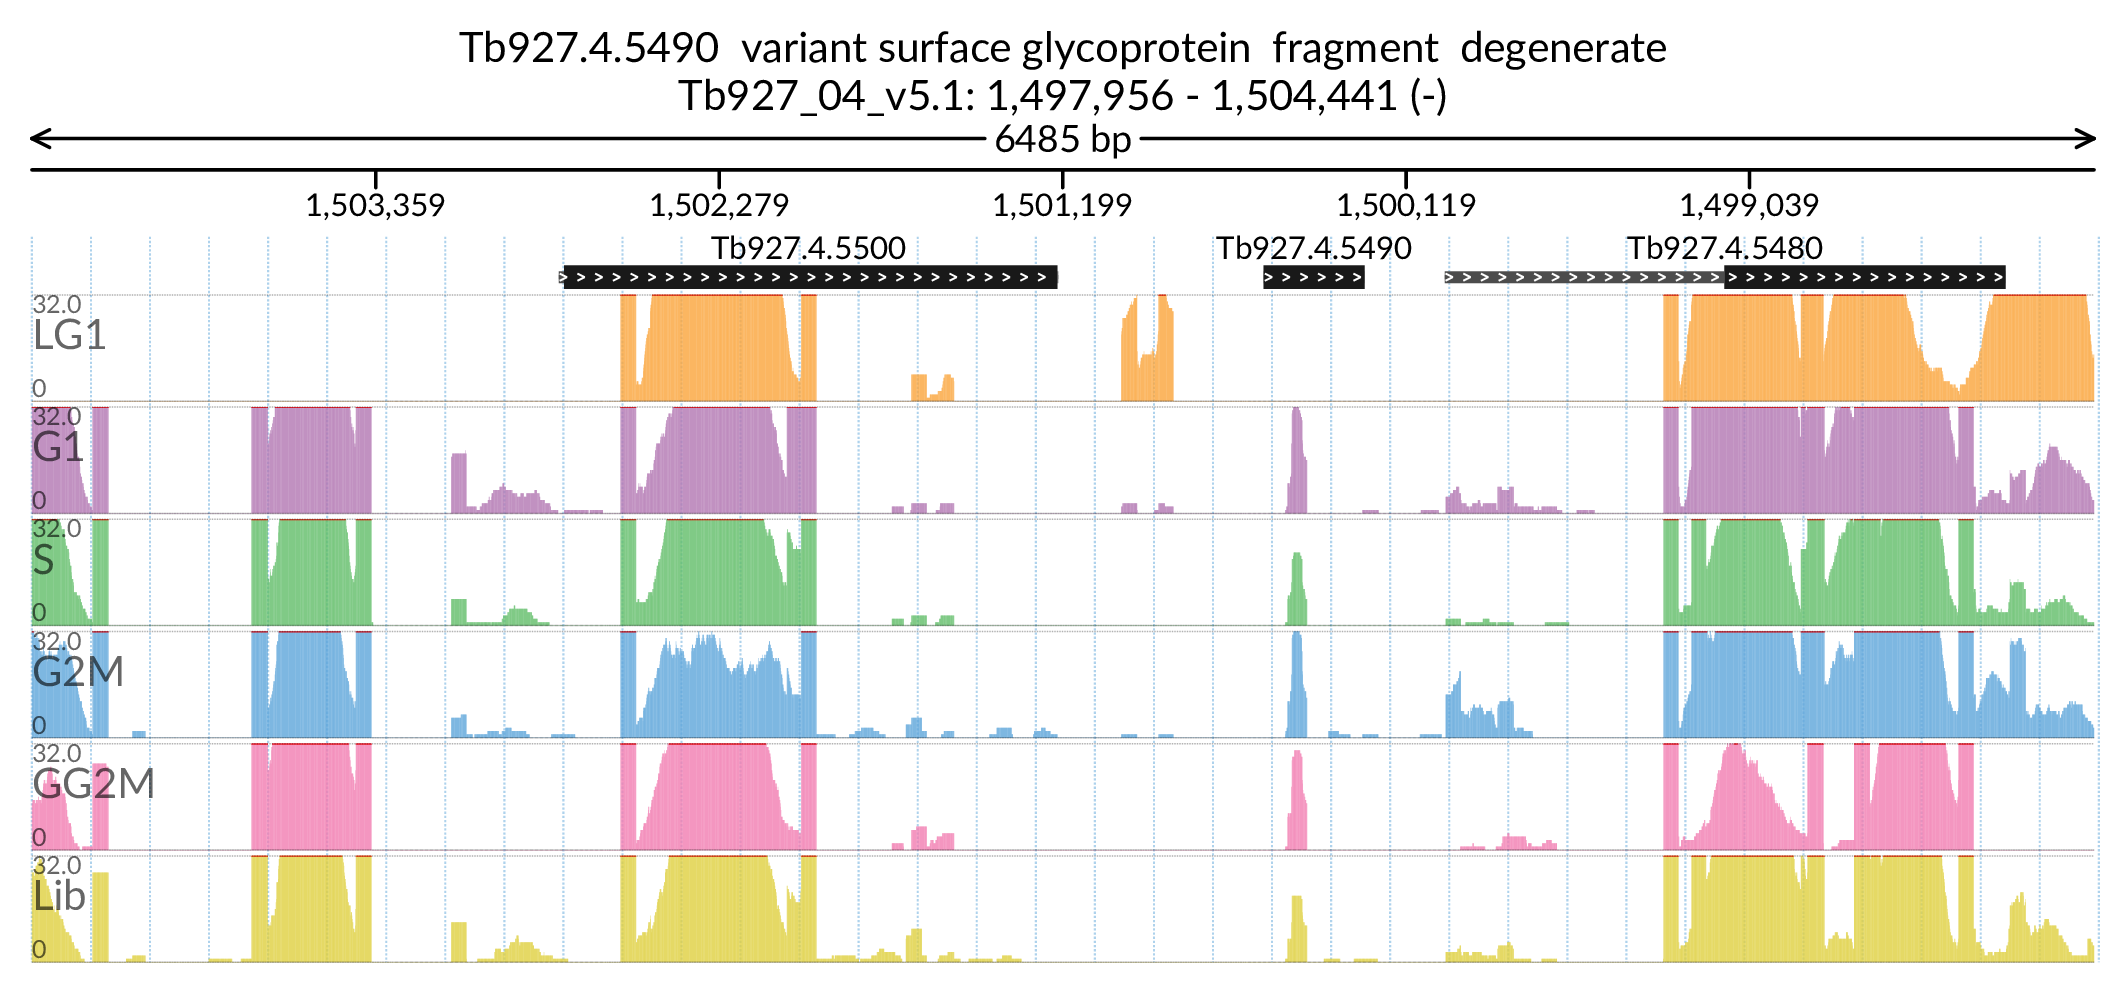 Tb927.4.5490 variant surface glycoprotein fragment degenerate
Tb927_04_v5.1: 1,497,956 - 1,504,441 (-)
6485 bp
1,503,359 1,502,279 1,501,199 1,500,119 1,499,039
Tb927.4.5500 Tb927.4.5490 Tb927.4.5480
32.0
LG1
0
32.0
G1
0
32.0
S
0
32.0
G2M
0
32.0
GG2M
0
32.0
Lib
0